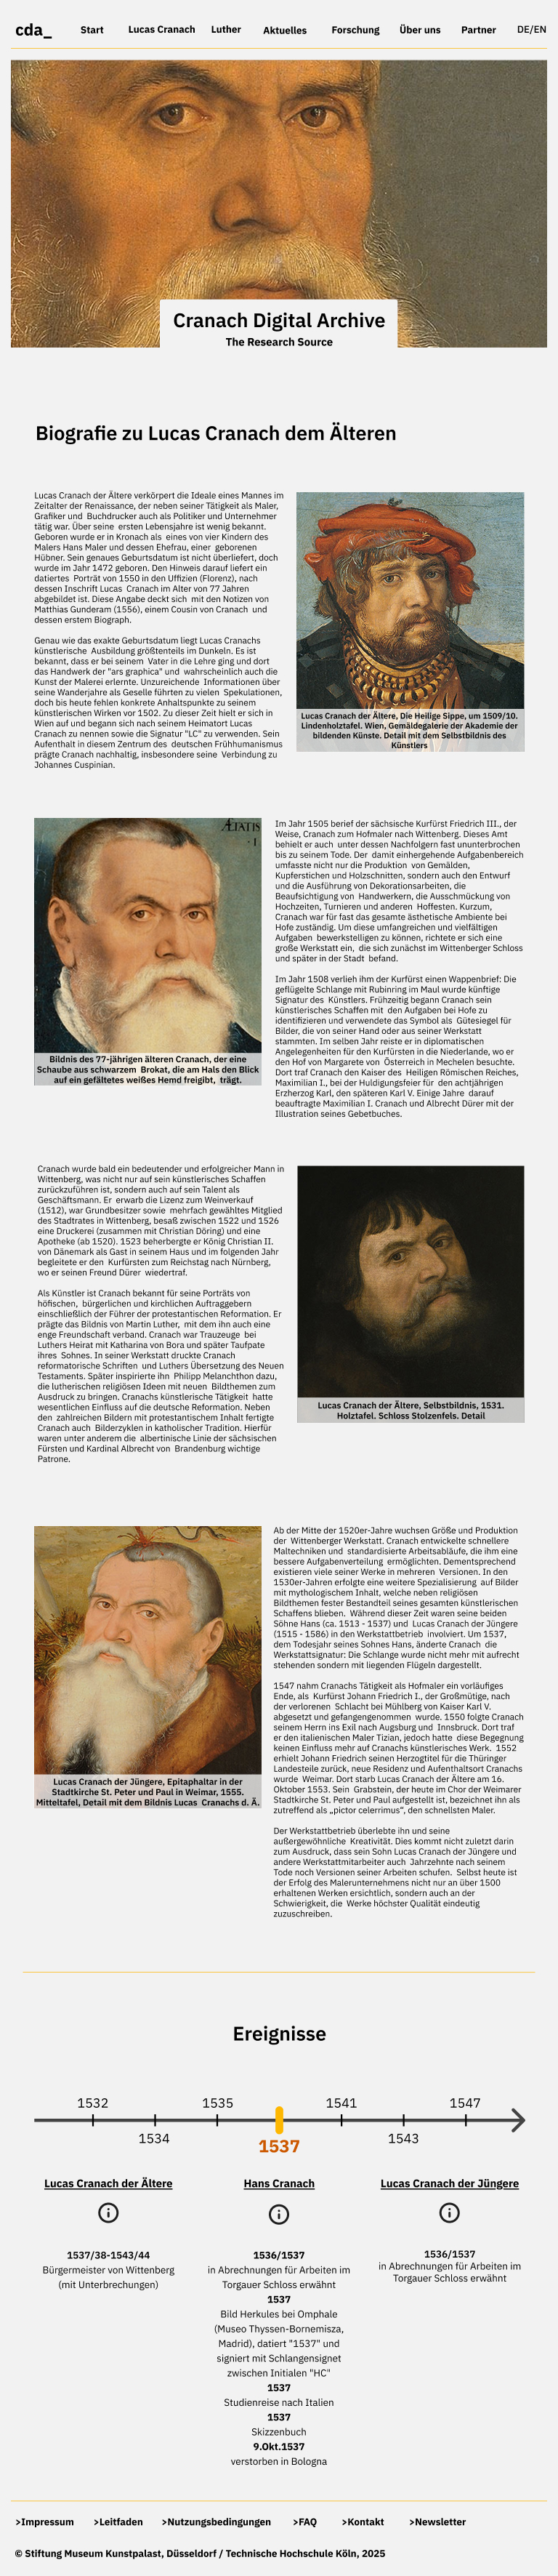 cda_ Start Lucas Cranach Luther Aktuelles Forschung Über uns Partner DE/EN
Cranach Digital Archive
The Research Source
Biografie zu Lucas Cranach dem Älteren
Lucas Cranach der Ältere verkörpert die Ideale eines Mannes im
Zeitalter der Renaissance, der neben seiner Tätigkeit als Maler,
Grafiker und Buchdrucker auch als Politiker und Unternehmer
tätig war. Über seine ersten Lebensjahre ist wenig bekannt.
Geboren wurde er in Kronach als eines von vier Kindern des
Malers Hans Maler und dessen Ehefrau, einer geborenen
Hübner. Sein genaues Geburtsdatum ist nicht überliefert, doch
wurde im Jahr 1472 geboren. Den Hinweis darauf liefert ein
datiertes Porträt von 1550 in den Uffizien (Florenz), nach
dessen Inschrift Lucas Cranach im Alter von 77 Jahren
abgebildet ist. Diese Angabe deckt sich mit den Notizen von
Matthias Gunderam (1556), einem Cousin von Cranach und
dessen erstem Biograph.
Genau wie das exakte Geburtsdatum liegt Lucas Cranachs
künstlerische Ausbildung größtenteils im Dunkeln. Es ist
bekannt, dass er bei seinem Vater in die Lehre ging und dort
das Handwerk der "ars graphica" und wahrscheinlich auch die
Kunst der Malerei erlernte. Unzureichende Informationen über
seine Wanderjahre als Geselle führten zu vielen Spekulationen,
doch bis heute fehlen konkrete Anhaltspunkte zu seinem
künstlerischen Wirken vor 1502. Zu dieser Zeit hielt er sich in
Wien auf und begann sich nach seinem Heimatort Lucas
Cranach zu nennen sowie die Signatur "LC" zu verwenden. Sein
Aufenthalt in diesem Zentrum des deutschen Frühhumanismus
prägte Cranach nachhaltig, insbesondere seine Verbindung zu
Johannes Cuspinian.
Lucas Cranach der Ältere, Die Heilige Sippe, um 1509/10.
Lindenholztafel. Wien, Gemäldegalerie der Akademie der
bildenden Künste. Detail mit dem Selbstbildnis des
Künstlers
ÆTATIS
Bildnis des 77-jährigen älteren Cranach, der eine
Schaube aus schwarzem Brokat, die am Hals den Blick
auf ein gefältetes weißes Hemd freigibt, trägt.
Im Jahr 1505 berief der sächsische Kurfürst Friedrich III., der
Weise, Cranach zum Hofmaler nach Wittenberg. Dieses Amt
behielt er auch unter dessen Nachfolgern fast ununterbrochen
bis zu seinem Tode. Der damit einhergehende Aufgabenbereich
umfasste nicht nur die Produktion von Gemälden,
Kupferstichen und Holzschnitten, sondern auch den Entwurf
und die Ausführung von Dekorationsarbeiten, die
Beaufsichtigung von Handwerkern, die Ausschmückung von
Hochzeiten, Turnieren und anderen Hoffesten. Kurzum,
Cranach war für fast das gesamte ästhetische Ambiente bei
Hofe zuständig. Um diese umfangreichen und vielfältigen
Aufgaben bewerkstelligen zu können, richtete er sich eine
große Werkstatt ein, die sich zunächst im Wittenberger Schloss
und später in der Stadt befand.
Im Jahr 1508 verlieh ihm der Kurfürst einen Wappenbrief: Die
geflügelte Schlange mit Rubinring im Maul wurde künftige
Signatur des Künstlers. Frühzeitig begann Cranach sein
künstlerisches Schaffen mit den Aufgaben bei Hofe zu
identifizieren und verwendete das Symbol als Gütesiegel für
Bilder, die von seiner Hand oder aus seiner Werkstatt
stammten. Im selben Jahr reiste er in diplomatischen
Angelegenheiten für den Kurfürsten in die Niederlande, wo er
den Hof von Margarete von Österreich in Mechelen besuchte.
Dort traf Cranach den Kaiser des Heiligen Römischen Reiches,
Maximilian I., bei der Huldigungsfeier für den achtjährigen
Erzherzog Karl, den späteren Karl V. Einige Jahre darauf
beauftragte Maximilian I. Cranach und Albrecht Dürer mit der
Illustration seines Gebetbuches.
Cranach wurde bald ein bedeutender und erfolgreicher Mann in
Wittenberg, was nicht nur auf sein künstlerisches Schaffen
zurückzuführen ist, sondern auch auf sein Talent als
Geschäftsmann. Er erwarb die Lizenz zum Weinverkauf
(1512), war Grundbesitzer sowie mehrfach gewähltes Mitglied
des Stadtrates in Wittenberg, besaß zwischen 1522 und 1526
eine Druckerei (zusammen mit Christian Döring) und eine
Apotheke (ab 1520). 1523 beherbergte er König Christian II.
von Dänemark als Gast in seinem Haus und im folgenden Jahr
begleitete er den Kurfürsten zum Reichstag nach Nürnberg,
wo er seinen Freund Dürer wiedertraf.
Als Künstler ist Cranach bekannt für seine Porträts von
höfischen, bürgerlichen und kirchlichen Auftraggebern
einschließlich der Führer der protestantischen Reformation. Er
prägte das Bildnis von Martin Luther, mit dem ihn auch eine
enge Freundschaft verband. Cranach war Trauzeuge bei
Luthers Heirat mit Katharina von Bora und später Taufpate
ihres Sohnes. In seiner Werkstatt druckte Cranach
reformatorische Schriften und Luthers Übersetzung des Neuen
Testaments. Später inspirierte ihn Philipp Melanchthon dazu,
die lutherischen religiösen Ideen mit neuen Bildthemen zum
Ausdruck zu bringen. Cranachs künstlerische Tätigkeit hatte
wesentlichen Einfluss auf die deutsche Reformation. Neben
den zahlreichen Bildern mit protestantischem Inhalt fertigte
Cranach auch Bilderzyklen in katholischer Tradition. Hierfür
waren unter anderem die albertinische Linie der sächsischen
Fürsten und Kardinal Albrecht von Brandenburg wichtige
Patrone.
Lucas Cranach der Ältere, Selbstbildnis, 1531.
Holztafel. Schloss Stolzenfels. Detail
Lucas Cranach der Jüngere, Epitaphaltar in der
Stadtkirche St. Peter und Paul in Weimar, 1555.
Mitteltafel, Detail mit dem Bildnis Lucas Cranachs d. Ä.
Ab der Mitte der 1520er-Jahre wuchsen Größe und Produktion
der Wittenberger Werkstatt. Cranach entwickelte schnellere
Maltechniken und standardisierte Arbeitsabläufe, die ihm eine
bessere Aufgabenverteilung ermöglichten. Dementsprechend
existieren viele seiner Werke in mehreren Versionen. In den
1530er-Jahren erfolgte eine weitere Spezialisierung auf Bilder
mit mythologischem Inhalt, welche neben religiösen
Bildthemen fester Bestandteil seines gesamten künstlerischen
Schaffens blieben. Während dieser Zeit waren seine beiden
Söhne Hans (ca. 1513 - 1537) und Lucas Cranach der Jüngere
(1515 - 1586) in den Werkstattbetrieb involviert. Um 1537,
dem Todesjahr seines Sohnes Hans, änderte Cranach die
Werkstattsignatur: Die Schlange wurde nicht mehr mit aufrecht
stehenden sondern mit liegenden Flügeln dargestellt.
1547 nahm Cranachs Tätigkeit als Hofmaler ein vorläufiges
Ende, als Kurfürst Johann Friedrich I., der Großmütige, nach
der verlorenen Schlacht bei Mühlberg von Kaiser Karl V.
abgesetzt und gefangengenommen wurde. 1550 folgte Cranach
seinem Herrn ins Exil nach Augsburg und Innsbruck. Dort traf
er den italienischen Maler Tizian, jedoch hatte diese Begegnung
keinen Einfluss mehr auf Cranachs künstlerisches Werk. 1552
erhielt Johann Friedrich seinen Herzogtitel für die Thüringer
Landesteile zurück, neue Residenz und Aufenthaltsort Cranachs
wurde Weimar. Dort starb Lucas Cranach der Ältere am 16.
Oktober 1553. Sein Grabstein, der heute im Chor der Weimarer
Stadtkirche St. Peter und Paul aufgestellt ist, bezeichnet ihn als
zutreffend als „pictor celerrimus“, den schnellsten Maler.
Der Werkstattbetrieb überlebte ihn und seine
außergewöhnliche Kreativität. Dies kommt nicht zuletzt darin
zum Ausdruck, dass sein Sohn Lucas Cranach der Jüngere und
andere Werkstattmitarbeiter auch Jahrzehnte nach seinem
Tode noch Versionen seiner Arbeiten schufen. Selbst heute ist
der Erfolg des Malerunternehmens nicht nur an über 1500
erhaltenen Werken ersichtlich, sondern auch an der
Schwierigkeit, die Werke höchster Qualität eindeutig
zuzuschreiben.
Ereignisse
1532 1535 1541 1547
1534 1537 1543
Lucas Cranach der Ältere
1537/38-1543/44
Bürgermeister von Wittenberg
(mit Unterbrechungen)
Hans Cranach
1536/1537
in Abrechnungen für Arbeiten im
Torgauer Schloss erwähnt
1537
Bild Herkules bei Omphale
(Museo Thyssen-Bornemisza,
Madrid), datiert "1537" und
signiert mit Schlangensignet
zwischen Initialen "HC"
1537
Studienreise nach Italien
1537
Skizzenbuch
9.Okt.1537
verstorben in Bologna
Lucas Cranach der Jüngere
1536/1537
in Abrechnungen für Arbeiten im
Torgauer Schloss erwähnt
>Impressum >Leitfaden >Nutzungsbedingungen >FAQ >Kontakt >Newsletter
© Stiftung Museum Kunstpalast, Düsseldorf / Technische Hochschule Köln, 2025